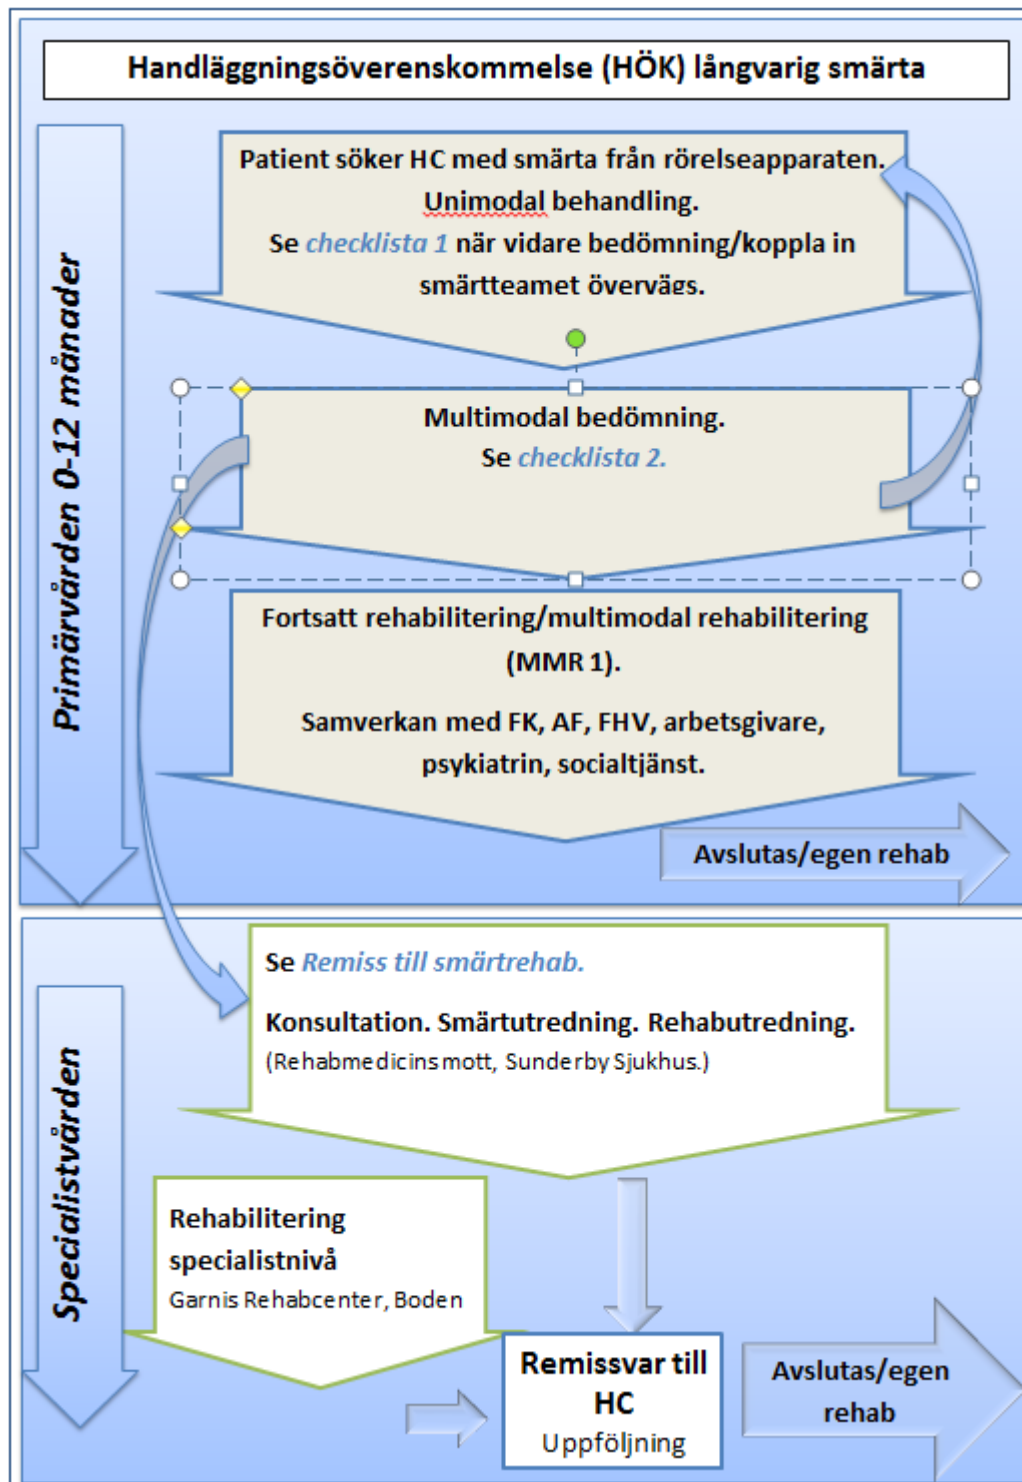 Handläggningsöverenskommelse (HÖK) långvarig smärta
Primärvården 0-12 månader
Patient söker HC med smärta från rörelseapparaten.
Unimodal behandling.
Se checklista 1 när vidare bedömning/koppla in
smärtteamet övervägs.
Multimodal bedömning.
Se checklista 2.
Fortsatt rehabilitering/multimodal rehabilitering
(MMR 1).
Samverkan med FK, AF, FHV, arbetsgivare,
psykiatrin, socialtjänst.
Avslutas/egen rehab
Specialistvården
Se Remiss till smärtrehab.
Konsultation. Smärtutredning. Rehabutredning.
(Rehabmedicinsmott, Sunderby Sjukhus.)
Rehabilitering
specialistnivå
Garnis Rehabcenter, Boden
Remissvar till
HC
Uppföljning
Avslutas/egen
rehab